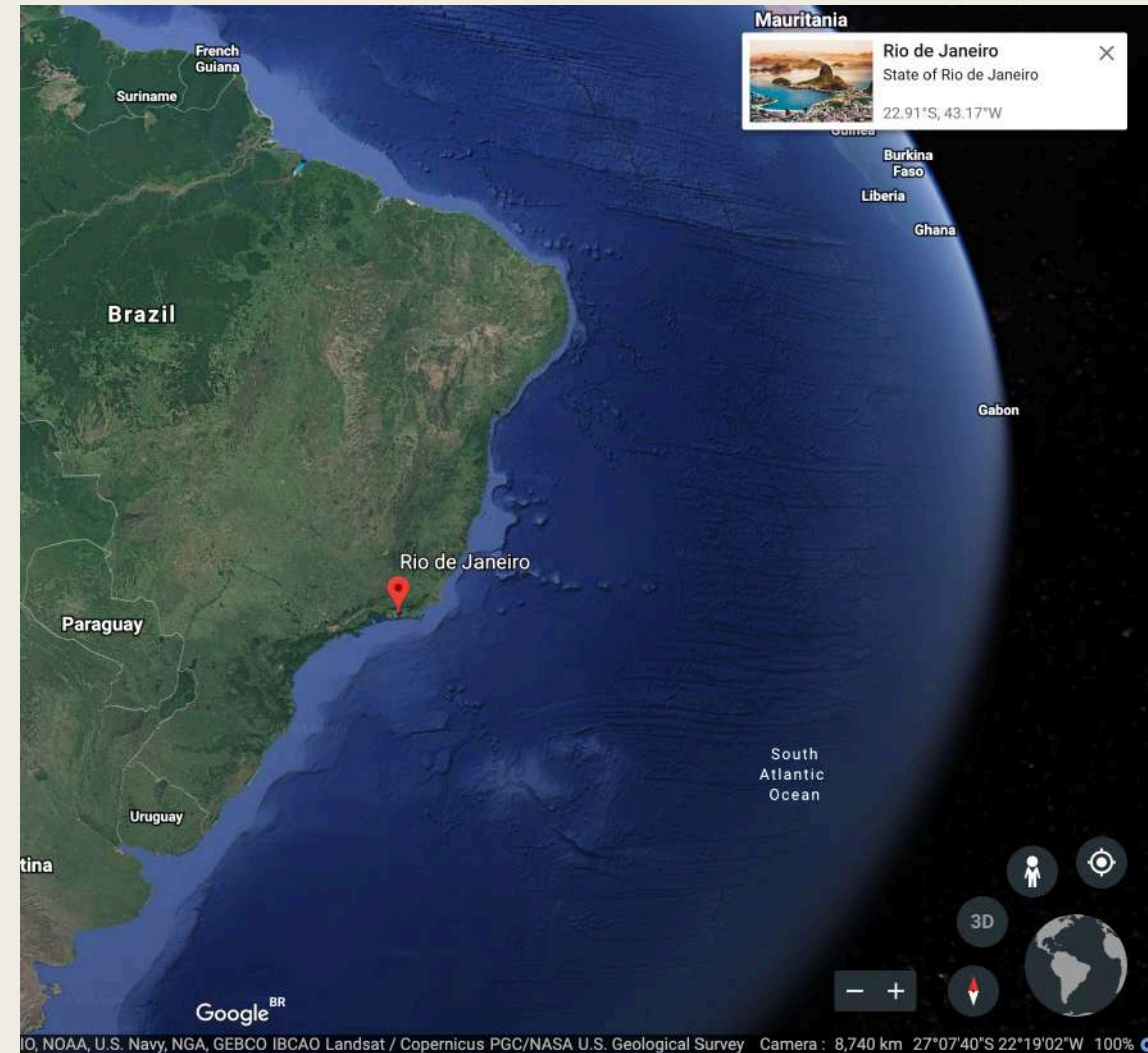 Mauritania
Rio de Janeiro
State of Rio de Janeiro
22.91°S, 43.17°W
French
Guiana
Suriname
Guinea
Burkina
Faso
Liberia
Ghana
Brazil
Gabon
Rio de Janeiro
Paraguay
South
Atlantic
Ocean
Uruguay
tina
3D
Google BR
IO, NOAA, U.S. Navy, NGA, GEBCO IBCAO Landsat / Copernicus PGC/NASA U.S. Geological Survey Camera : 8,740 km 27°07'40"S 22°19'02"W 100%